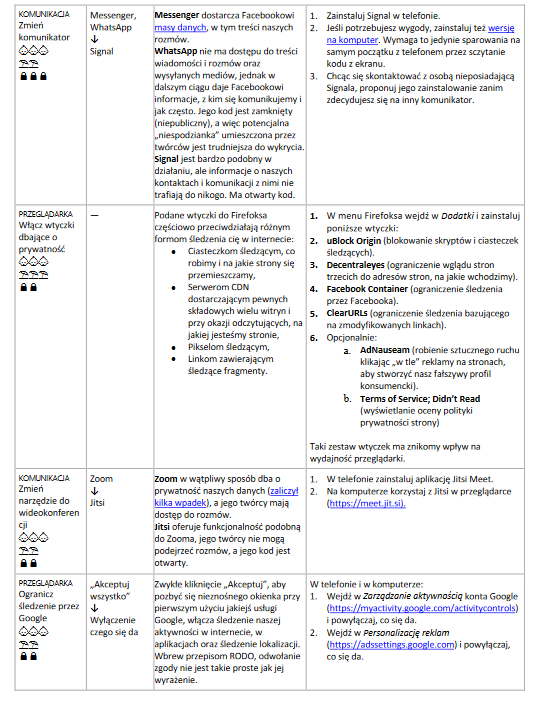 KOMUNIKACJA
Zmień
komunikator
Messenger,
WhatsApp
↓
Signal
Messenger dostarcza Facebookowi
masy danych, w tym treści naszych
rozmów.
WhatsApp nie ma dostępu do treści
wiadomości i rozmów oraz
wysyłanych mediów, jednak w
dalszym ciągu daje Facebookowi
informacje, z kim się komunikujemy i
jak często. Jego kod jest zamknięty
(niepubliczny), a więc potencjalna
„niespodzianka” umieszczona przez
twórców jest trudniejsza do wykrycia.
Signal jest bardzo podobny w
działaniu, ale informacje o naszych
kontaktach i komunikacji z nimi nie
trafiają do nikogo. Ma otwarty kod.
1. Zainstaluj Signal w telefonie.
2. Jeśli potrzebujesz wygody, zainstaluj też wersję
na komputer. Wymaga to jedynie sparowania na
samym początku z telefonem przez sczytanie
kodu z ekranu.
3. Chcąc się skontaktować z osobą nieposiadającą
Signala, proponuj jego zainstalowanie zanim
zdecydujesz się na inny komunikator.
PRZEGLĄDARKA
Włącz wtyczki
dbające o
prywatność
—
Podane wtyczki do Firefoksa
częściowo przeciwdziałają różnym
formom śledzenia cię w internecie:
• Ciasteczkom śledzącym, co
robimy i na jakie strony się
przemieszczamy,
• Serwerom CDN
dostarczającym pewnych
składowych wielu witryn i
przy okazji odczytujących, na
jakiej jesteśmy stronie,
• Pikselom śledzącym,
• Linkom zawierającym
śledzące fragmenty.
1. W menu Firefoksa wejdź w Dodatki i zainstaluj
poniższe wtyczki:
2. uBlock Origin (blokowanie skryptów i ciasteczek
śledzących).
3. Decentraleyes (ograniczenie wglądu stron
trzecich do adresów stron, na jakie wchodzimy).
4. Facebook Container (ograniczenie śledzenia
przez Facebooka).
5. ClearURLs (ograniczenie śledzenia bazującego
na zmodyfikowanych linkach).
6. Opcjonalnie:
a. AdNauseam (robienie sztucznego ruchu
klikając „w tle” reklamy na stronach,
aby stworzyć nasz fałszywy profil
konsumencki).
b. Terms of Service; Didn’t Read
(wyświetlanie oceny polityki
prywatności strony)
Taki zestaw wtyczek ma znikomy wpływ na
wydajność przeglądarki.
KOMUNIKACJA
Zmień
narzędzie do
wideokonferen
cji
Zoom
↓
Jitsi
Zoom w wątpliwy sposób dba o
prywatność naszych danych (zaliczył
kilka wpadek), a jego twórcy mają
dostęp do rozmów.
Jitsi oferuje funkcjonalność podobną
do Zooma, jego twórcy nie mogą
podejrzeć rozmów, a jego kod jest
otwarty.
1. W telefonie zainstaluj aplikację Jitsi Meet.
2. Na komputerze korzystaj z Jitsi w przeglądarce
(https://meet.jit.si).
PRZEGLĄDARKA
Ogranicz
śledzenie przez
Google
„Akceptuj
wszystko”
↓
Wyłączenie
czego się da
Zwykłe kliknięcie „Akceptuj”, aby
pozbyć się nieznośnego okienka przy
pierwszym użyciu jakiejś usługi
Google, włącza śledzenie naszej
aktywności w internecie, w
aplikacjach oraz śledzenie lokalizacji.
Wbrew przepisom RODO, odwołanie
zgody nie jest takie proste jak jej
wyrażenie.
W telefonie i w komputerze:
1. Wejdź w Zarządzanie aktywnością konta Google
(https://myactivity.google.com/activitycontrols)
i powyłączaj, co się da.
2. Wejdź w Personalizację reklam
(https://adssettings.google.com) i powyłączaj,
co się da.